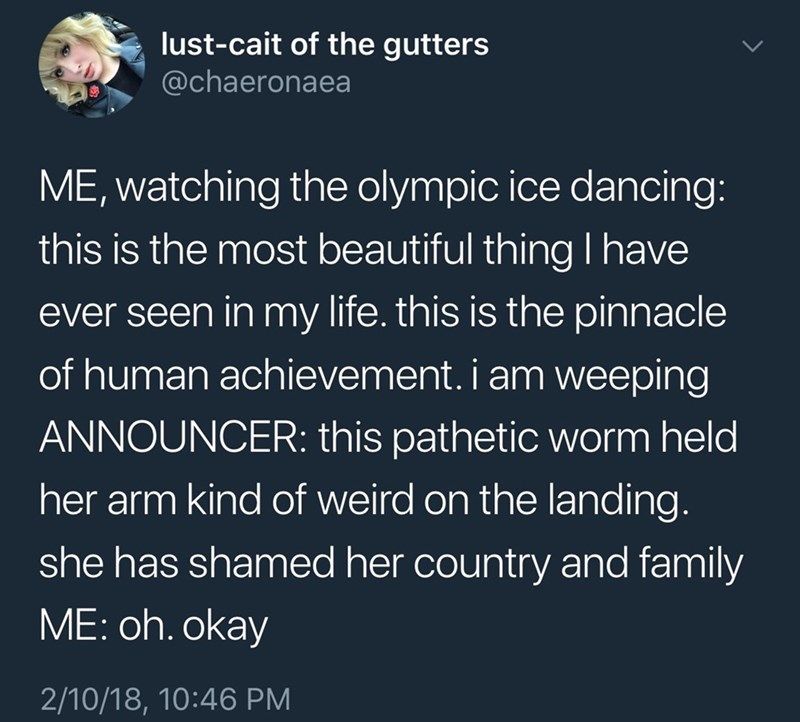 lust-cait of the gutters
@chaeronaea
ME, watching the olympic ice dancing:
this is the most beautiful thing I have
ever seen in my life. this is the pinnacle
of human achievement. i am weeping
ANNOUNCER: this pathetic worm held
her arm kind of weird on the landing.
she has shamed her country and family
ME: oh. okay
2/10/18, 10:46 PM